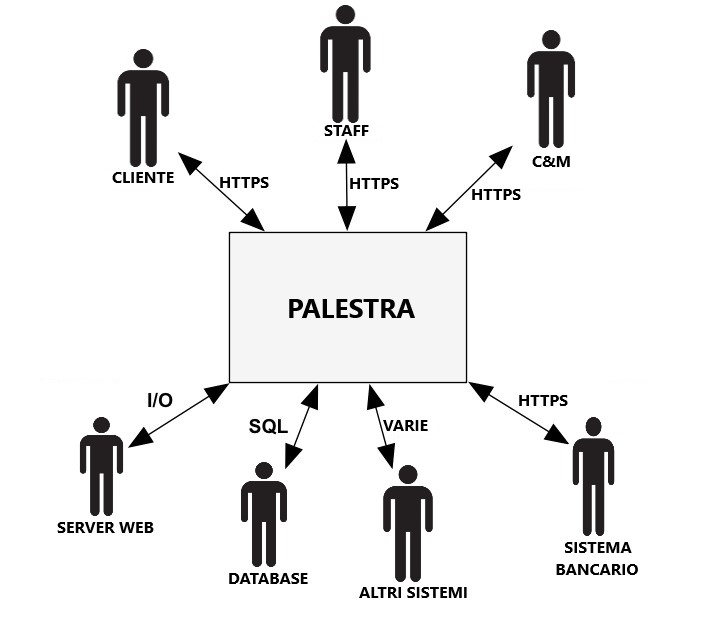 STAFF
C&M
CLIENTE
HTTPS
HTTPS
HTTPS
PALESTRA
I/O
SQL
VARIE
HTTPS
SERVER WEB
DATABASE
ALTRI SISTEMI
SISTEMA
BANCARIO